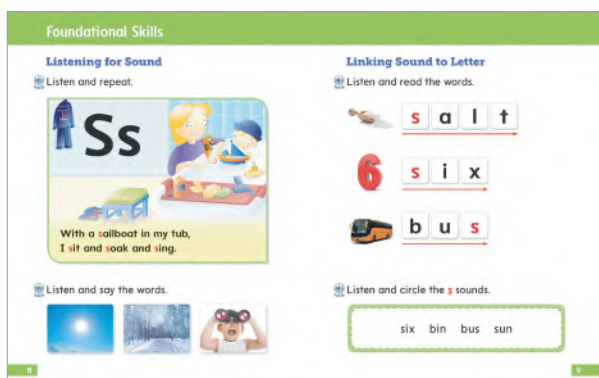 Foundational Skills
Listening for Sound
Listen and repeat.
Ss
With a sailboat in my tub,
I sit and soak and sing.
Listen and say the words.
8
Linking Sound to Letter
Listen and read the words.
s a l t
6 s i x
b u s
Listen and circle the s sounds.
six bin bus sun
9